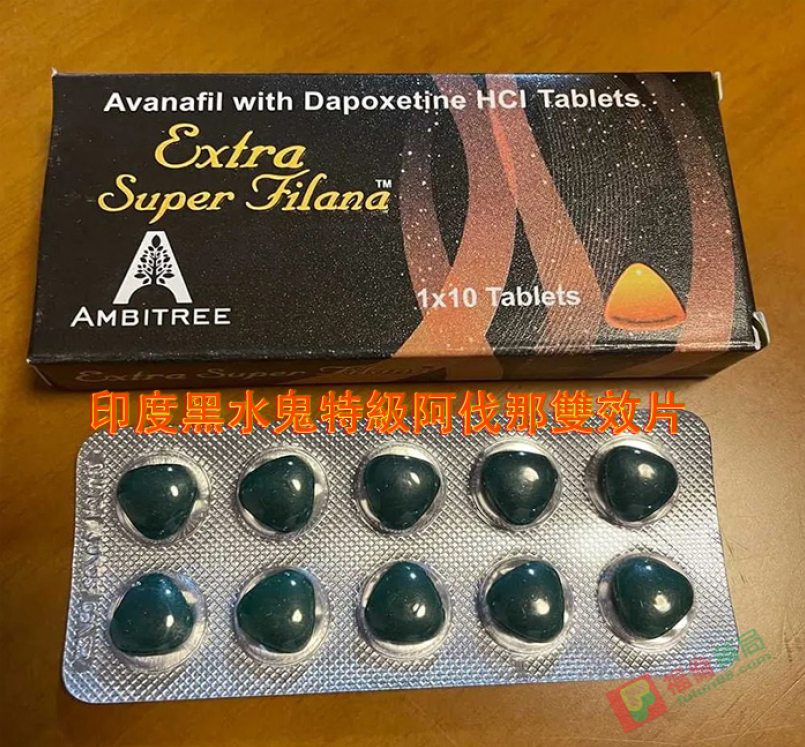 Avanafil with Dapoxetine HCl Tablets
Extra
Super Filana™
AMBITREE
1x10 Tablets
Extra Super Filana
印度黑水鬼特級阿伐那雙效片